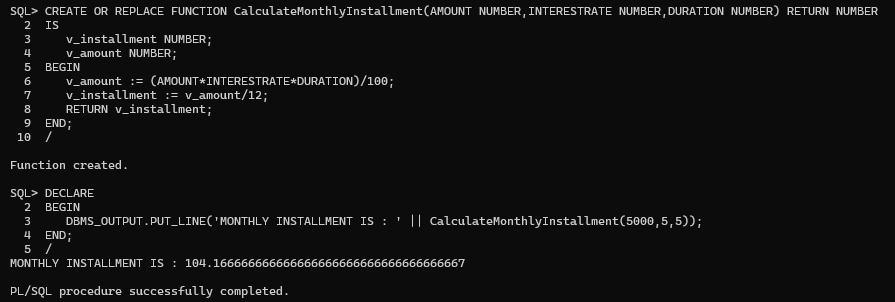 SQL> CREATE OR REPLACE FUNCTION CalculateMonthlyInstallment(AMOUNT NUMBER,INTERESTRATE NUMBER,DURATION NUMBER) RETURN NUMBER
  2  IS
  3     v_installment NUMBER;
  4     v_amount NUMBER;
  5  BEGIN
  6     v_amount := (AMOUNT*INTERESTRATE*DURATION)/100;
  7     v_installment := v_amount/12;
  8     RETURN v_installment;
  9  END;
 10  /

Function created.

SQL> DECLARE
  2  BEGIN
  3     DBMS_OUTPUT.PUT_LINE('MONTHLY INSTALLMENT IS : ' || CalculateMonthlyInstallment(5000,5,5));
  4  END;
  5  /
MONTHLY INSTALLMENT IS : 104.1666666666666666666666666666666666667

PL/SQL procedure successfully completed.